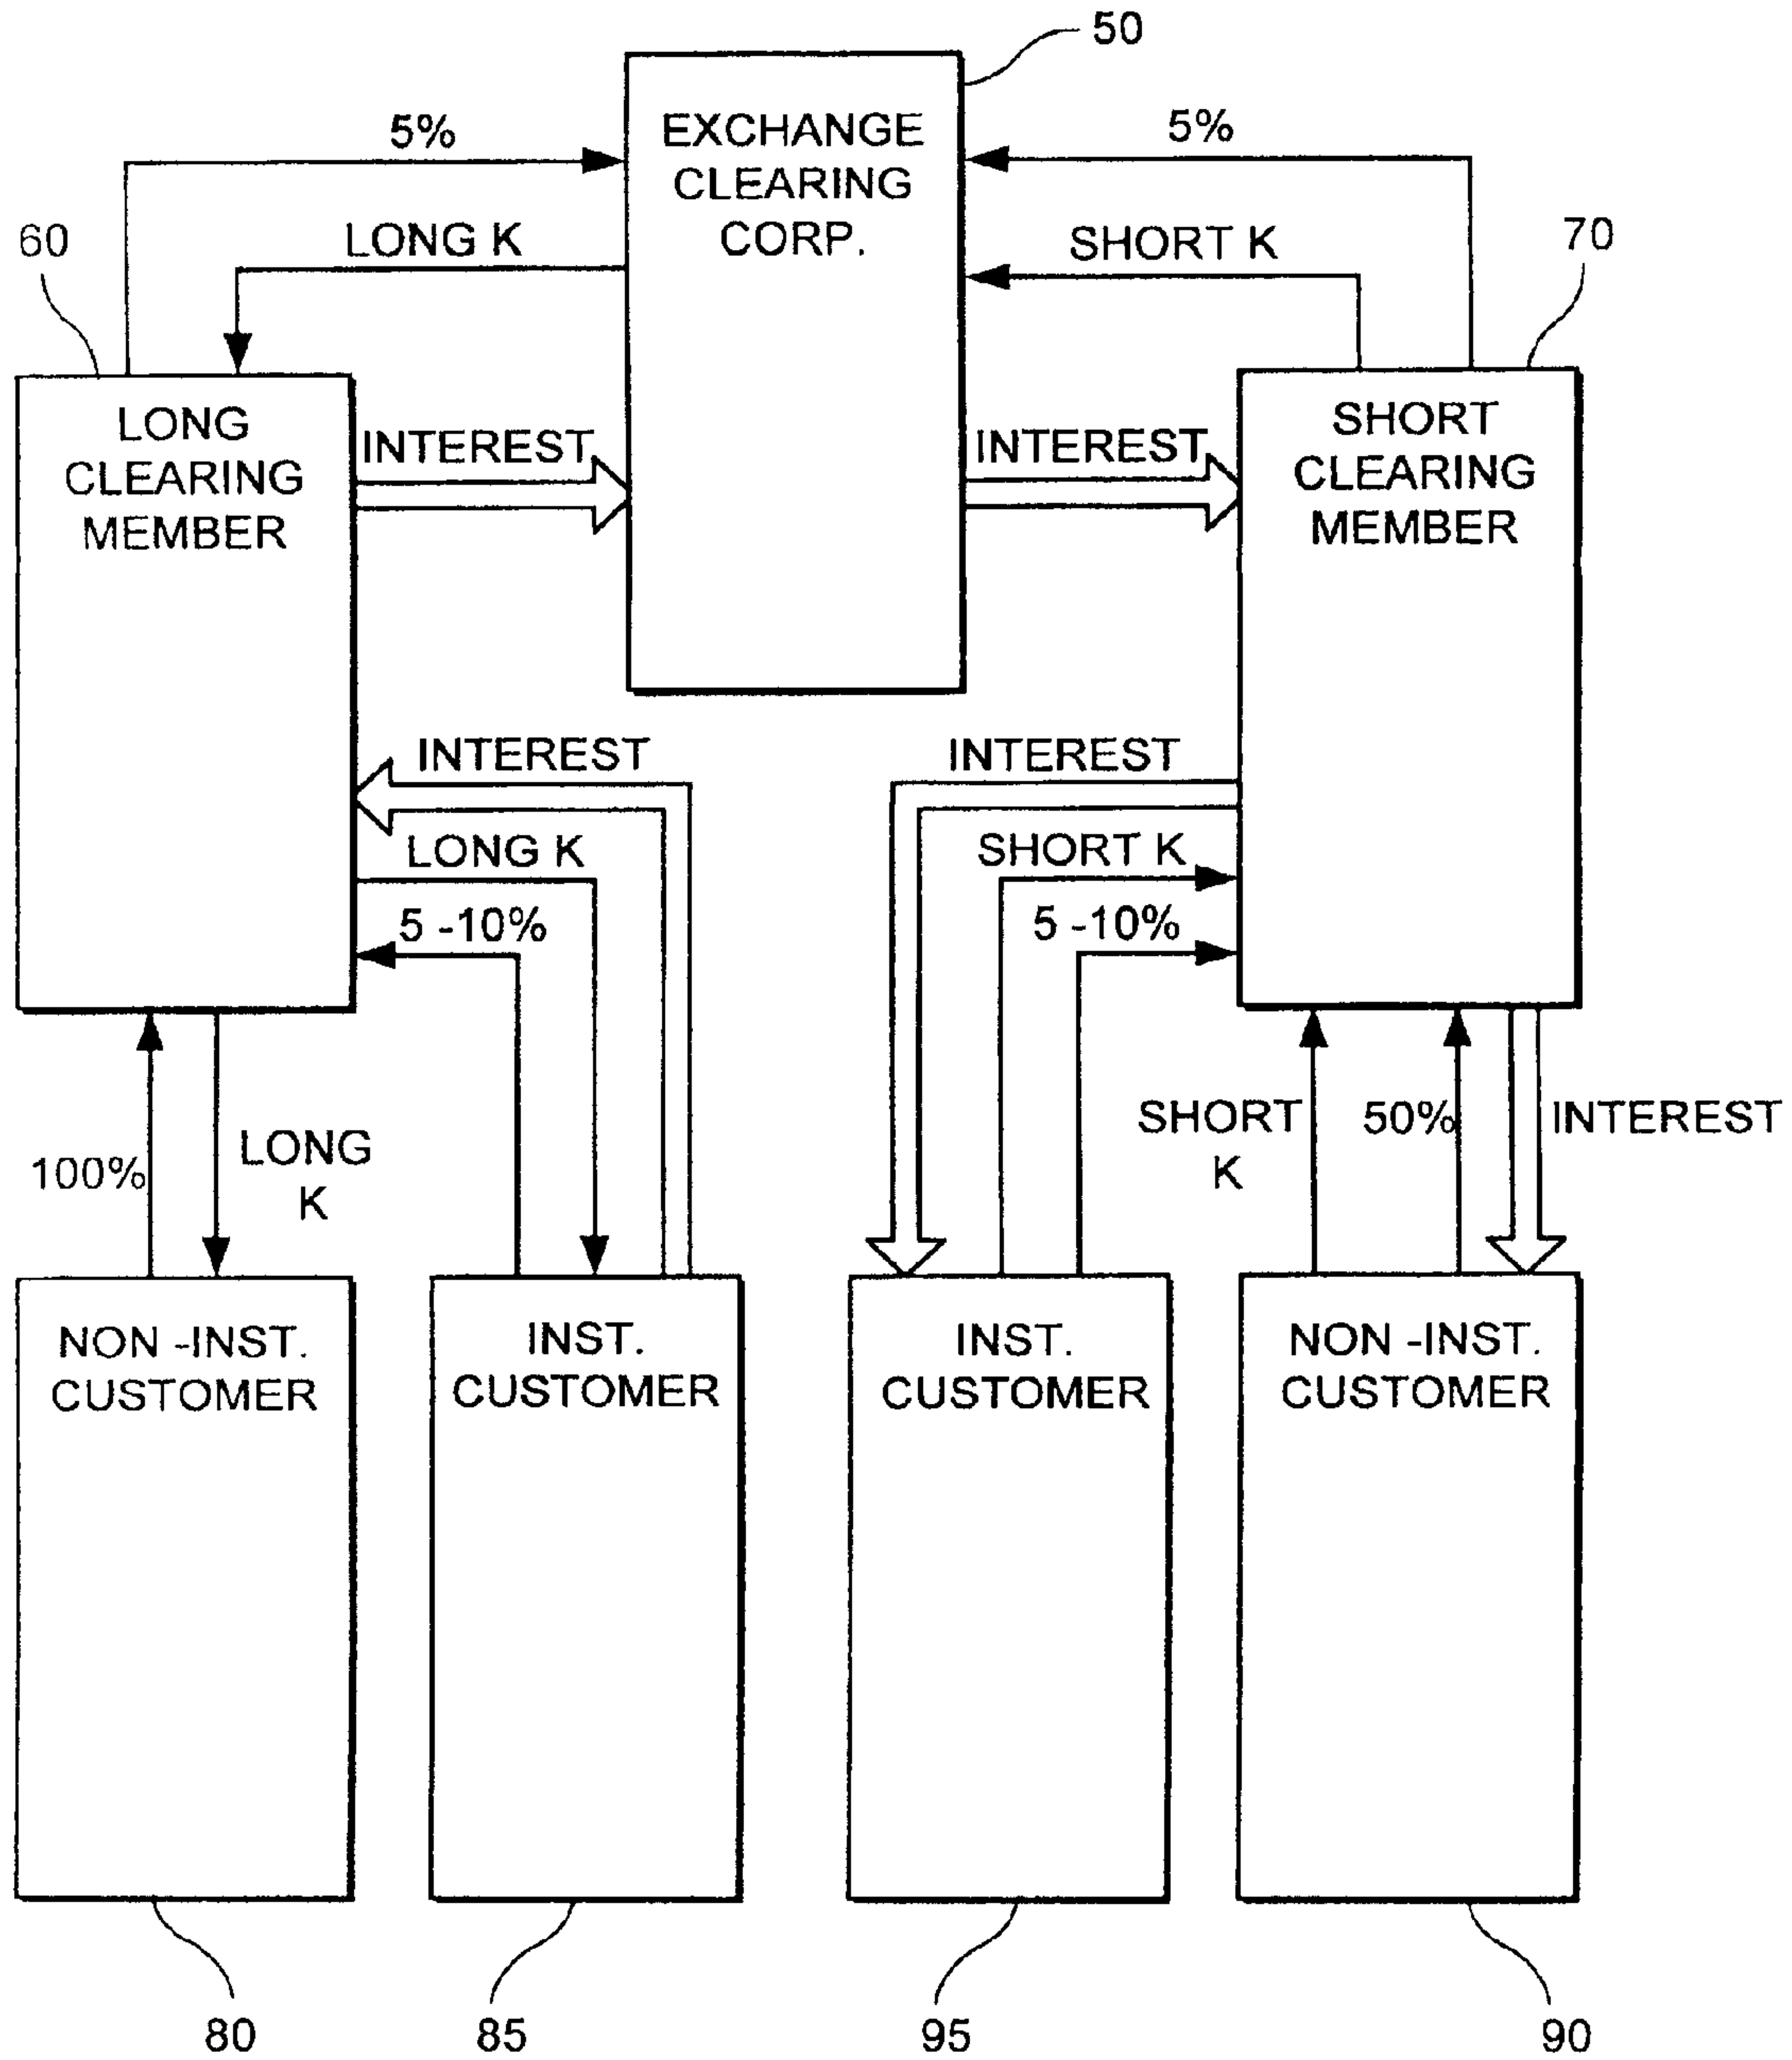 50
5%
EXCHANGE
CLEARING
CORP.
5%
60
LONG K
SHORT K
70
LONG
CLEARING
MEMBER
INTEREST
INTEREST
SHORT
CLEARING
MEMBER
INTEREST
INTEREST
LONG K
SHORT K
5 -10%
5 -10%
100%
LONG
K
SHORT
K
50%
INTEREST
NON -INST.
CUSTOMER
INST.
CUSTOMER
INST.
CUSTOMER
NON -INST.
CUSTOMER
80
85
95
90